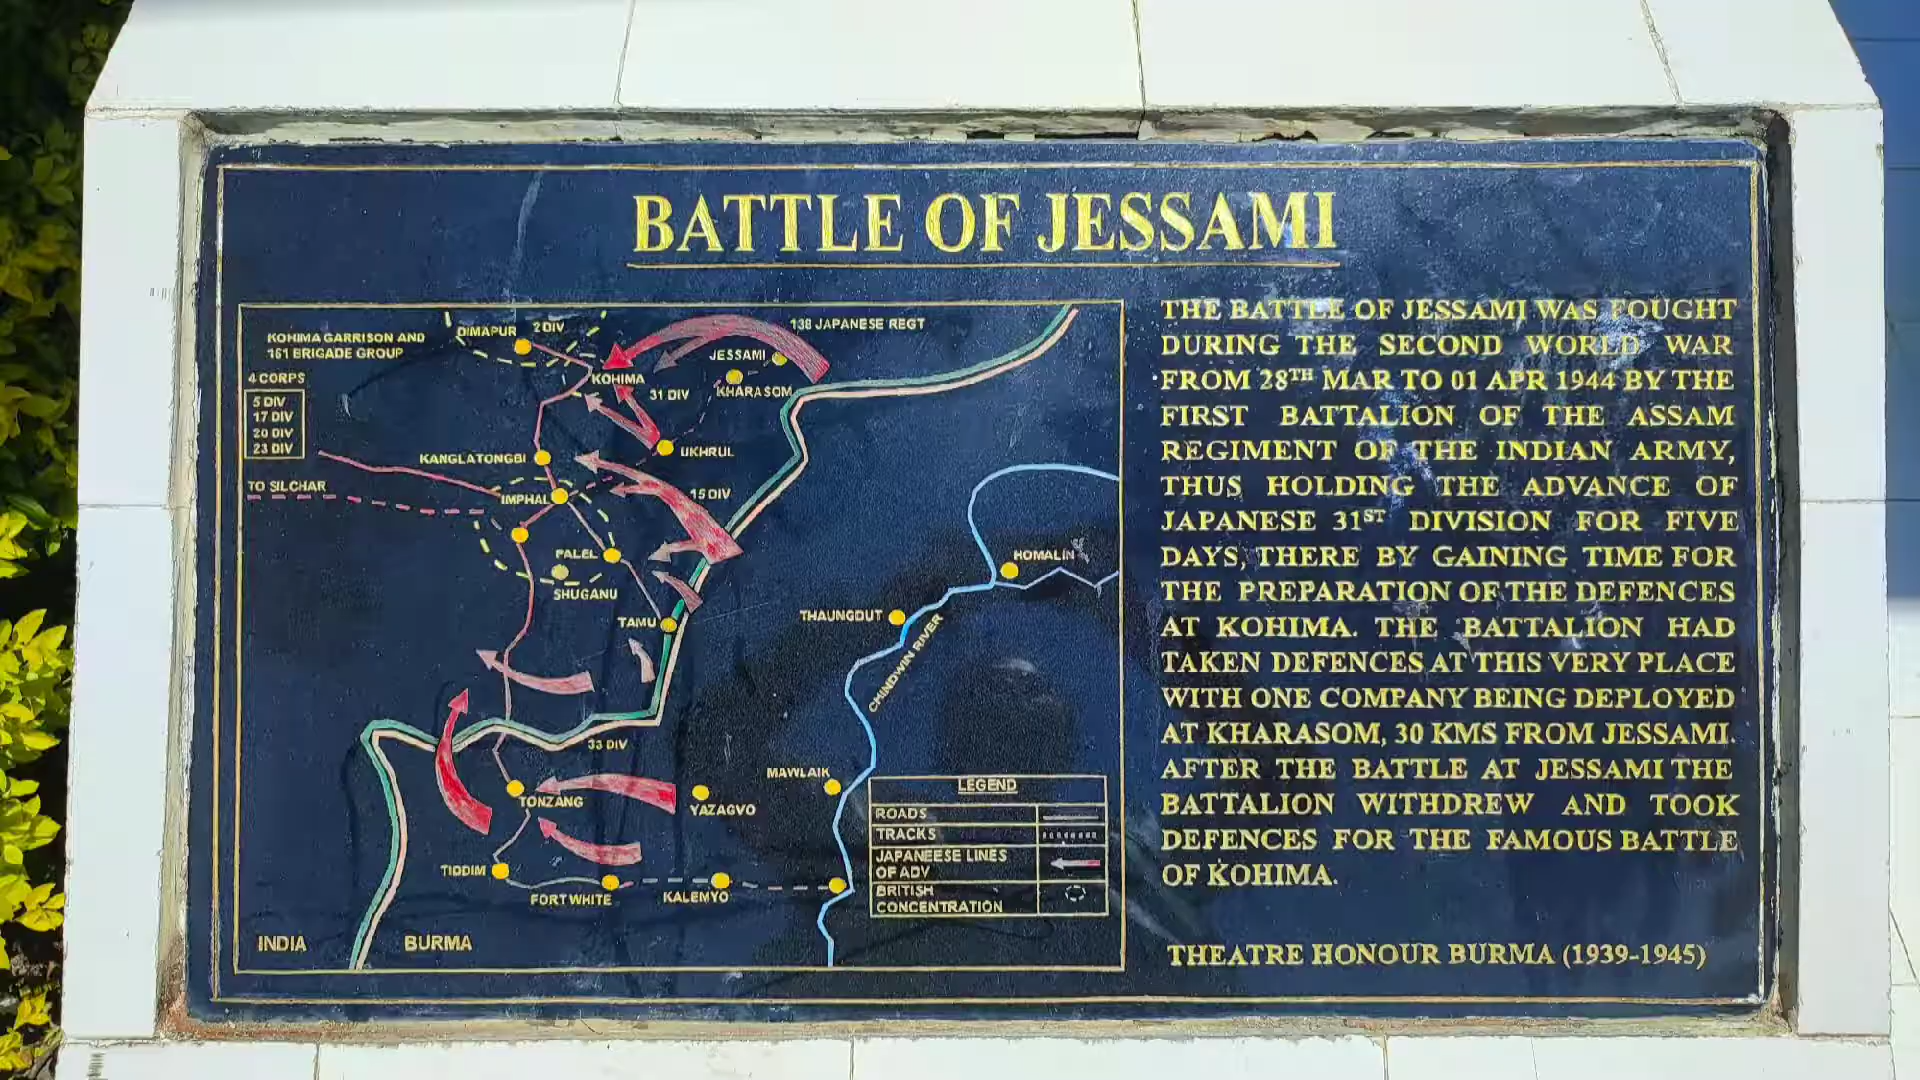 BATTLE OF JESSAMI
KOHIMA GARRISON AND
161 BRIGADE GROUP
4 CORPS
5 DIV
17 DIV
20 DIV
23 DIV
TO SILCHAR
DIMAPUR
2 DIV
138 JAPANESE REGT
JESSAMI
KOHIMA
KHARASOM
31 DIV
KANGLATONGBI
UKHRUL
IMPHAL
15 DIV
PALEL
SHUGANU
TAMU
HOMALIN
THAUNGDUT
CHINDWIN RIVER
33 DIV
TONZANG
YAZAGYO
MAWLAIK
TIDDIM
FORT WHITE
KALEMYO
INDIA
BURMA
LEGEND
ROADS
TRACKS
JAPANEESE LINES
OF ADV
BRITISH
CONCENTRATION
THE BATTLE OF JESSAMI WAS FOUGHT
DURING THE SECOND WORLD WAR
FROM 28TH MAR TO 01 APR 1944 BY THE
FIRST BATTALION OF THE ASSAM
REGIMENT OF THE INDIAN ARMY,
THUS HOLDING THE ADVANCE OF
JAPANESE 31ST DIVISION FOR FIVE
DAYS, THERE BY GAINING TIME FOR
THE PREPARATION OF THE DEFENCES
AT KOHIMA. THE BATTALION HAD
TAKEN DEFENCES AT THIS VERY PLACE
WITH ONE COMPANY BEING DEPLOYED
AT KHARASOM, 30 KMS FROM JESSAMI.
AFTER THE BATTLE AT JESSAMI THE
BATTALION WITHDREW AND TOOK
DEFENCES FOR THE FAMOUS BATTLE
OF KOHIMA.
THEATRE HONOUR BURMA (1939-1945)